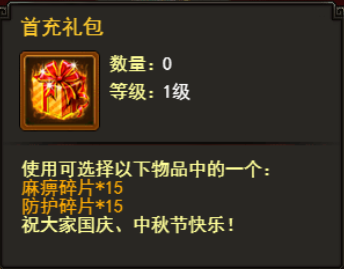 首充礼包
数量：0
等级：1级
使用可选择以下物品中的一个：
麻痹碎片*15
防护碎片*15
祝大家国庆、中秋节快乐！